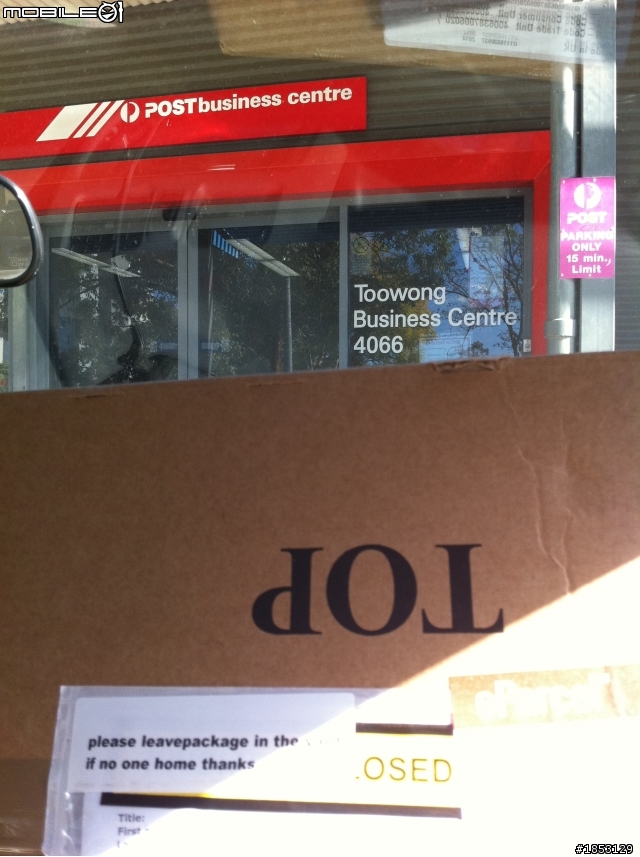 MOBILE01
POSTbusiness centre
POST
PARKING
ONLY
15 min.
Limit
Toowong
Business Centre
4066
TOP
please leavepackage in the
if no one home thanks
OSED
Title:
First
#1853129